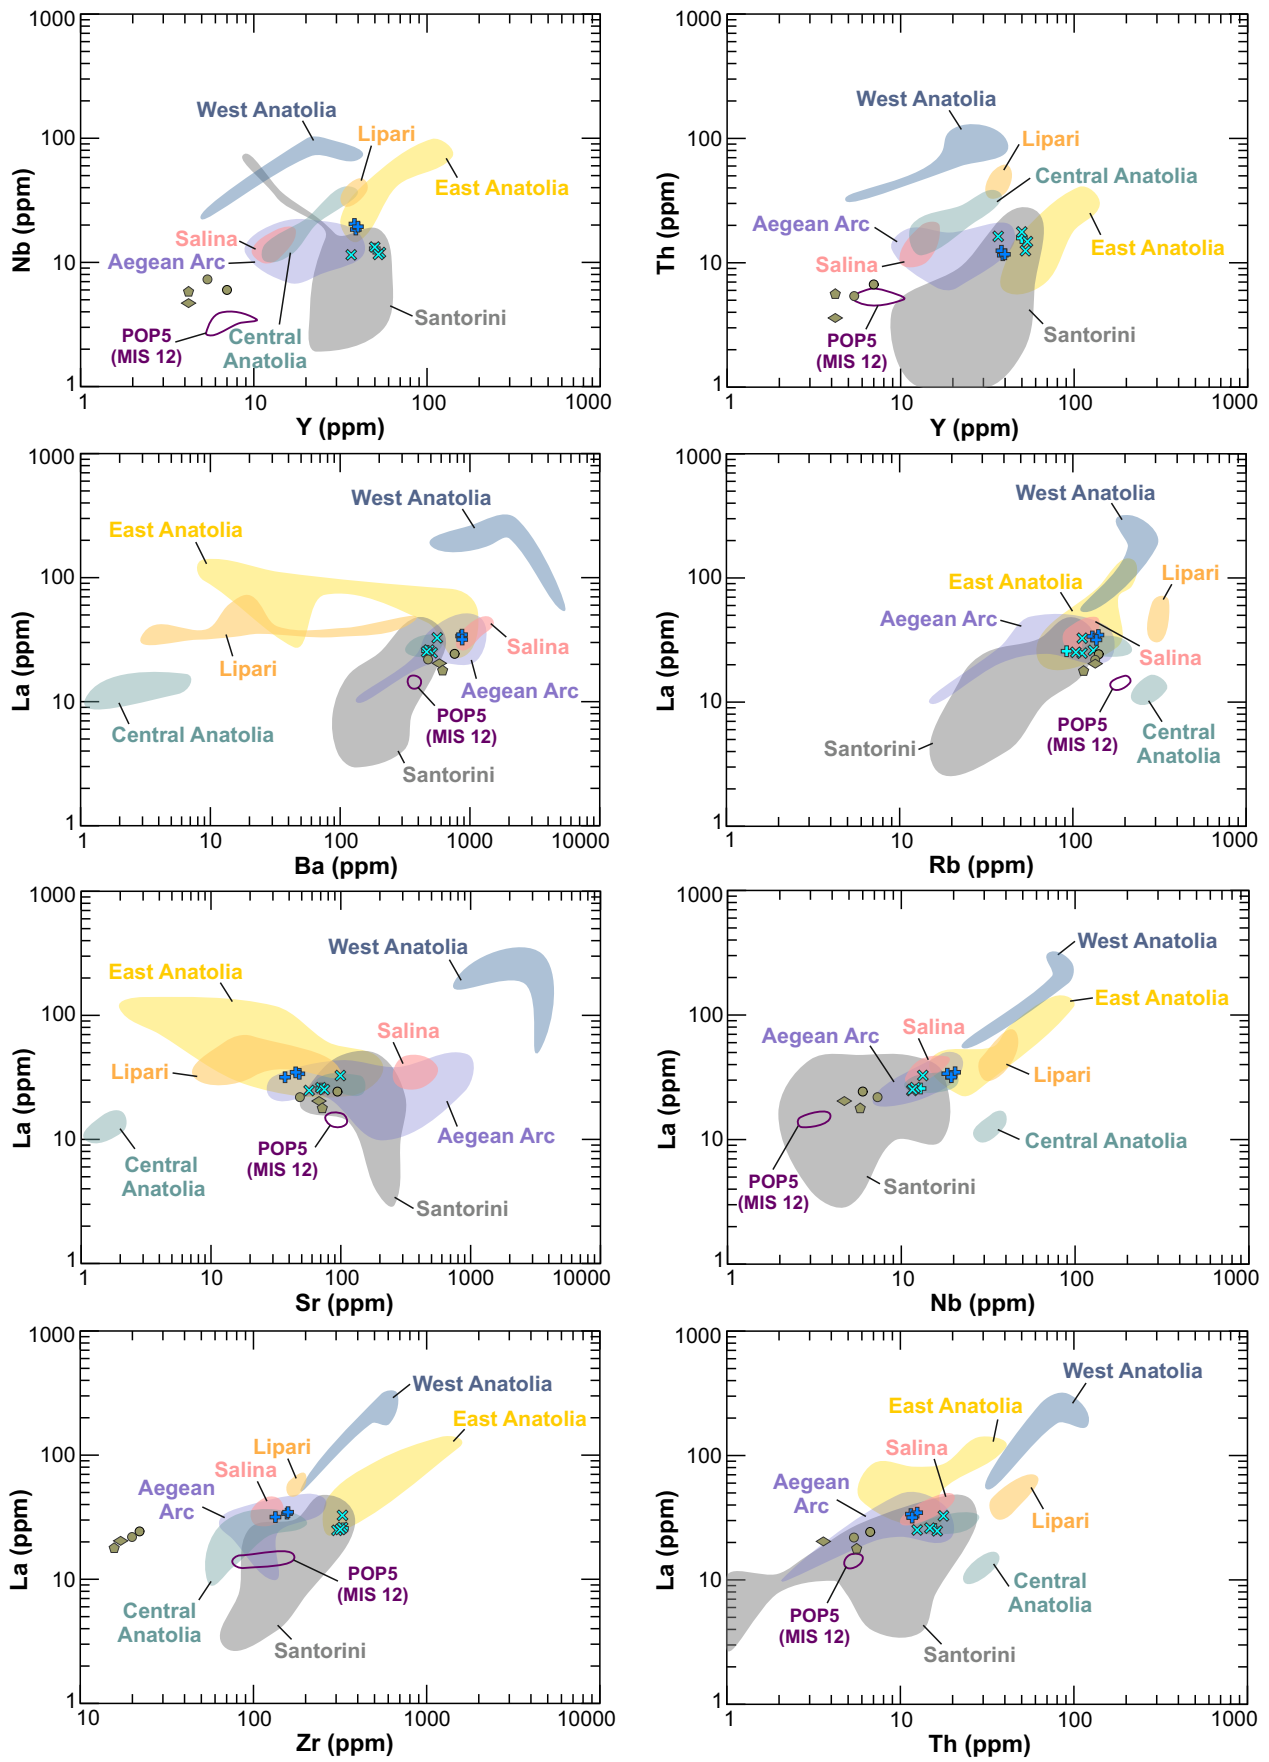 1000
100
10
1
Nb (ppm)
West Anatolia
Lipari
East Anatolia
Salina
Aegean Arc
Santorini
POP5
(MIS 12)
Central
Anatolia
1
10
100
1000
Y (ppm)
1000
100
10
1
Th (ppm)
West Anatolia
Lipari
Central Anatolia
Aegean Arc
East Anatolia
Salina
Santorini
POP5
(MIS 12)
1
10
100
1000
Y (ppm)
1000
100
10
1
La (ppm)
West Anatolia
East Anatolia
Salina
Lipari
Aegean Arc
POP5
(MIS 12)
Central Anatolia
Santorini
1
10
100
1000
10000
Ba (ppm)
1000
100
10
1
La (ppm)
West Anatolia
East Anatolia
Lipari
Aegean Arc
Salina
POP5
(MIS 12)
Central
Anatolia
Santorini
1
10
100
1000
Rb (ppm)
1000
100
10
1
La (ppm)
West Anatolia
East Anatolia
Salina
Lipari
Aegean Arc
POP5
(MIS 12)
Central
Anatolia
Santorini
1
10
100
1000
10000
Sr (ppm)
1000
100
10
1
La (ppm)
West Anatolia
East Anatolia
Salina
Aegean Arc
Lipari
Central Anatolia
POP5
(MIS 12)
Santorini
1
10
100
1000
Nb (ppm)
1000
100
10
1
La (ppm)
West Anatolia
East Anatolia
Lipari
Salina
Aegean
Arc
POP5
(MIS 12)
Central
Anatolia
Santorini
10
100
1000
10000
Zr (ppm)
1000
100
10
1
La (ppm)
West Anatolia
East Anatolia
Salina
Aegean
Arc
Lipari
Central
Anatolia
POP5
(MIS 12)
Santorini
1
10
100
1000
Th (ppm)